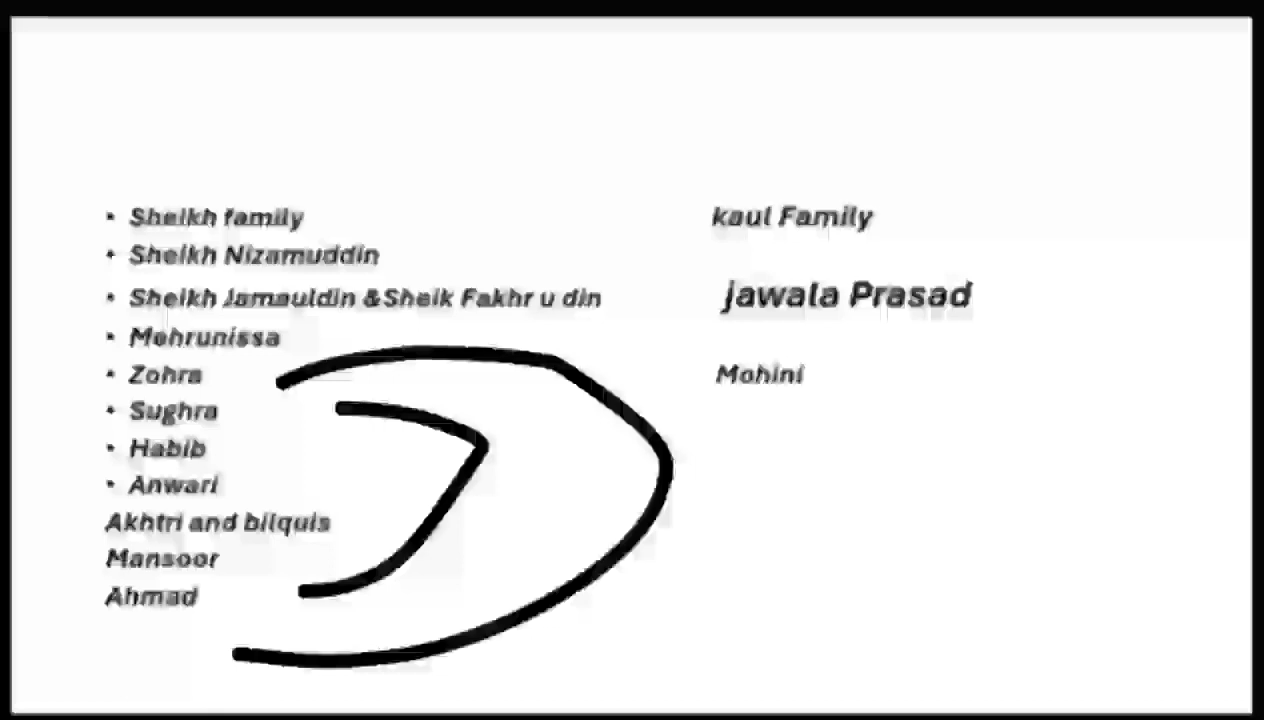 • Sheikh family
• Sheikh Nizamuddin
• Sheikh Jamauldin &Sheik Fakhr u din
• Mehrunissa
• Zohra
• Sughra
• Habib
• Anwari
Akhtri and bilquis
Mansoor
Ahmad
kaul Family
jawala Prasad
Mohini